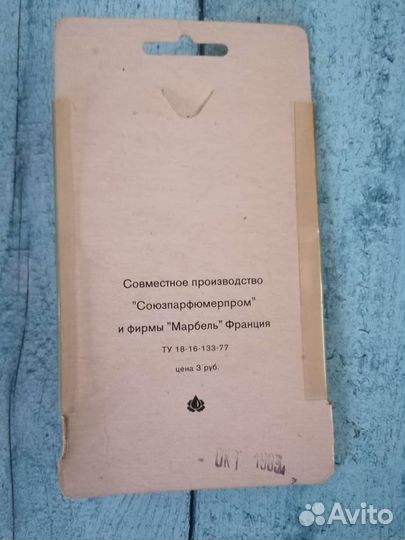 Совместное производство
"Союзпарфюмерпром"
и фирмы "Марбель" Франция
ТУ 18-16-133-77
цена 3 руб.
ОКТ
Avito